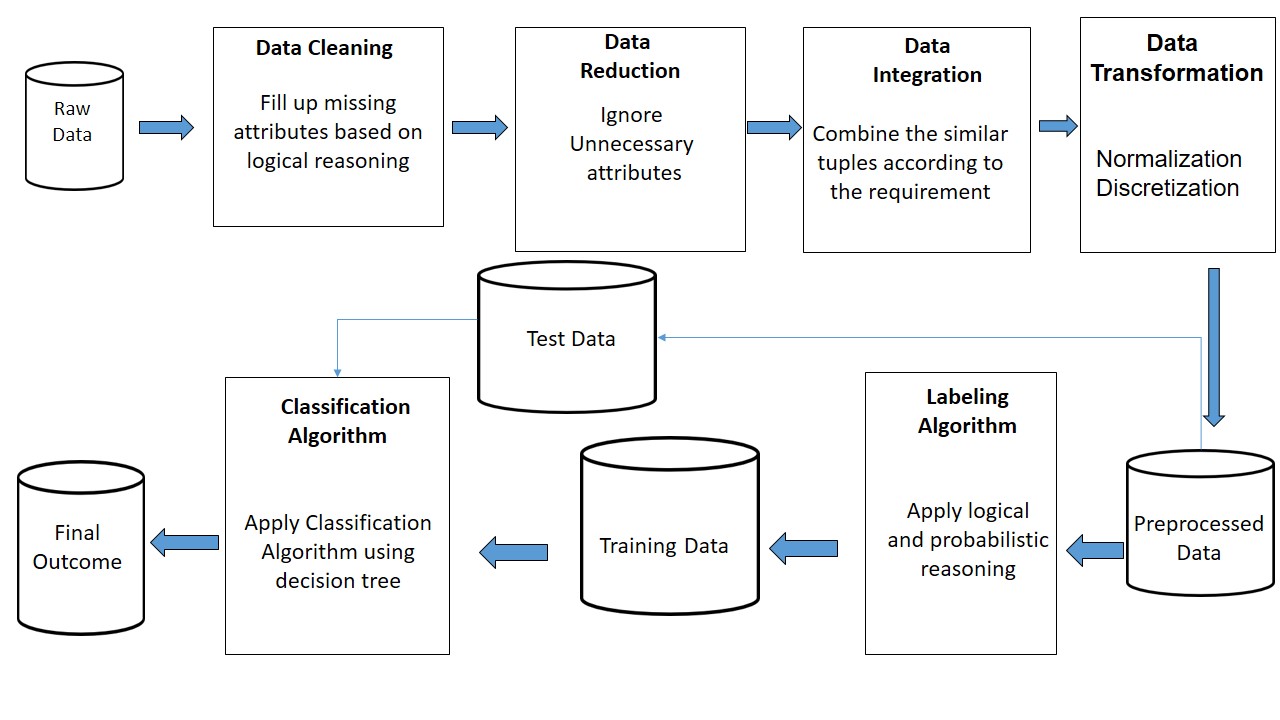 Raw
Data
Data Cleaning
Fill up missing
attributes based on
logical reasoning
Data
Reduction
Ignore
Unnecessary
attributes
Data
Integration
Combine the similar
tuples according to
the requirement
Data
Transformation
Normalization
Discretization
Test Data
Classification
Algorithm
Apply Classification
Algorithm using
decision tree
Labeling
Algorithm
Apply logical
and probabilistic
reasoning
Preprocessed
Data
Training Data
Final
Outcome